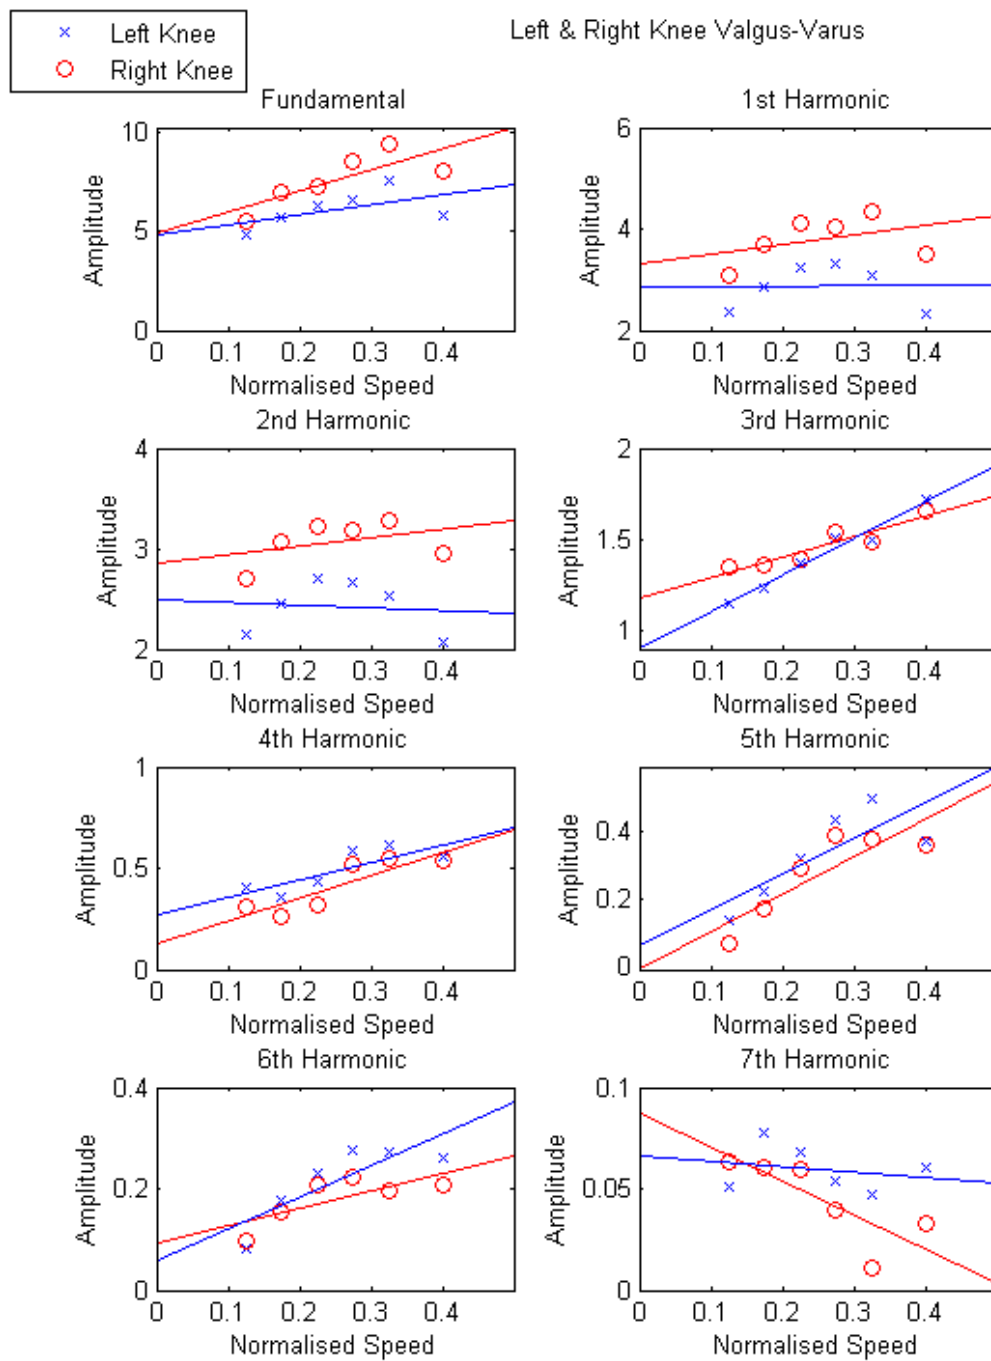 Left Knee
Right Knee
Left & Right Knee Valgus-Varus
Fundamental
Amplitude
10
5
0
0 0.1 0.2 0.3 0.4
Normalised Speed
1st Harmonic
Amplitude
6
4
2
0 0.1 0.2 0.3 0.4
Normalised Speed
2nd Harmonic
Amplitude
4
3
2
0 0.1 0.2 0.3 0.4
Normalised Speed
3rd Harmonic
Amplitude
2
1.5
1
0 0.1 0.2 0.3 0.4
Normalised Speed
4th Harmonic
Amplitude
1
0.5
0
0 0.1 0.2 0.3 0.4
Normalised Speed
5th Harmonic
Amplitude
0.4
0.2
0
0 0.1 0.2 0.3 0.4
Normalised Speed
6th Harmonic
Amplitude
0.4
0.2
0
0 0.1 0.2 0.3 0.4
Normalised Speed
7th Harmonic
Amplitude
0.1
0.05
0
0 0.1 0.2 0.3 0.4
Normalised Speed